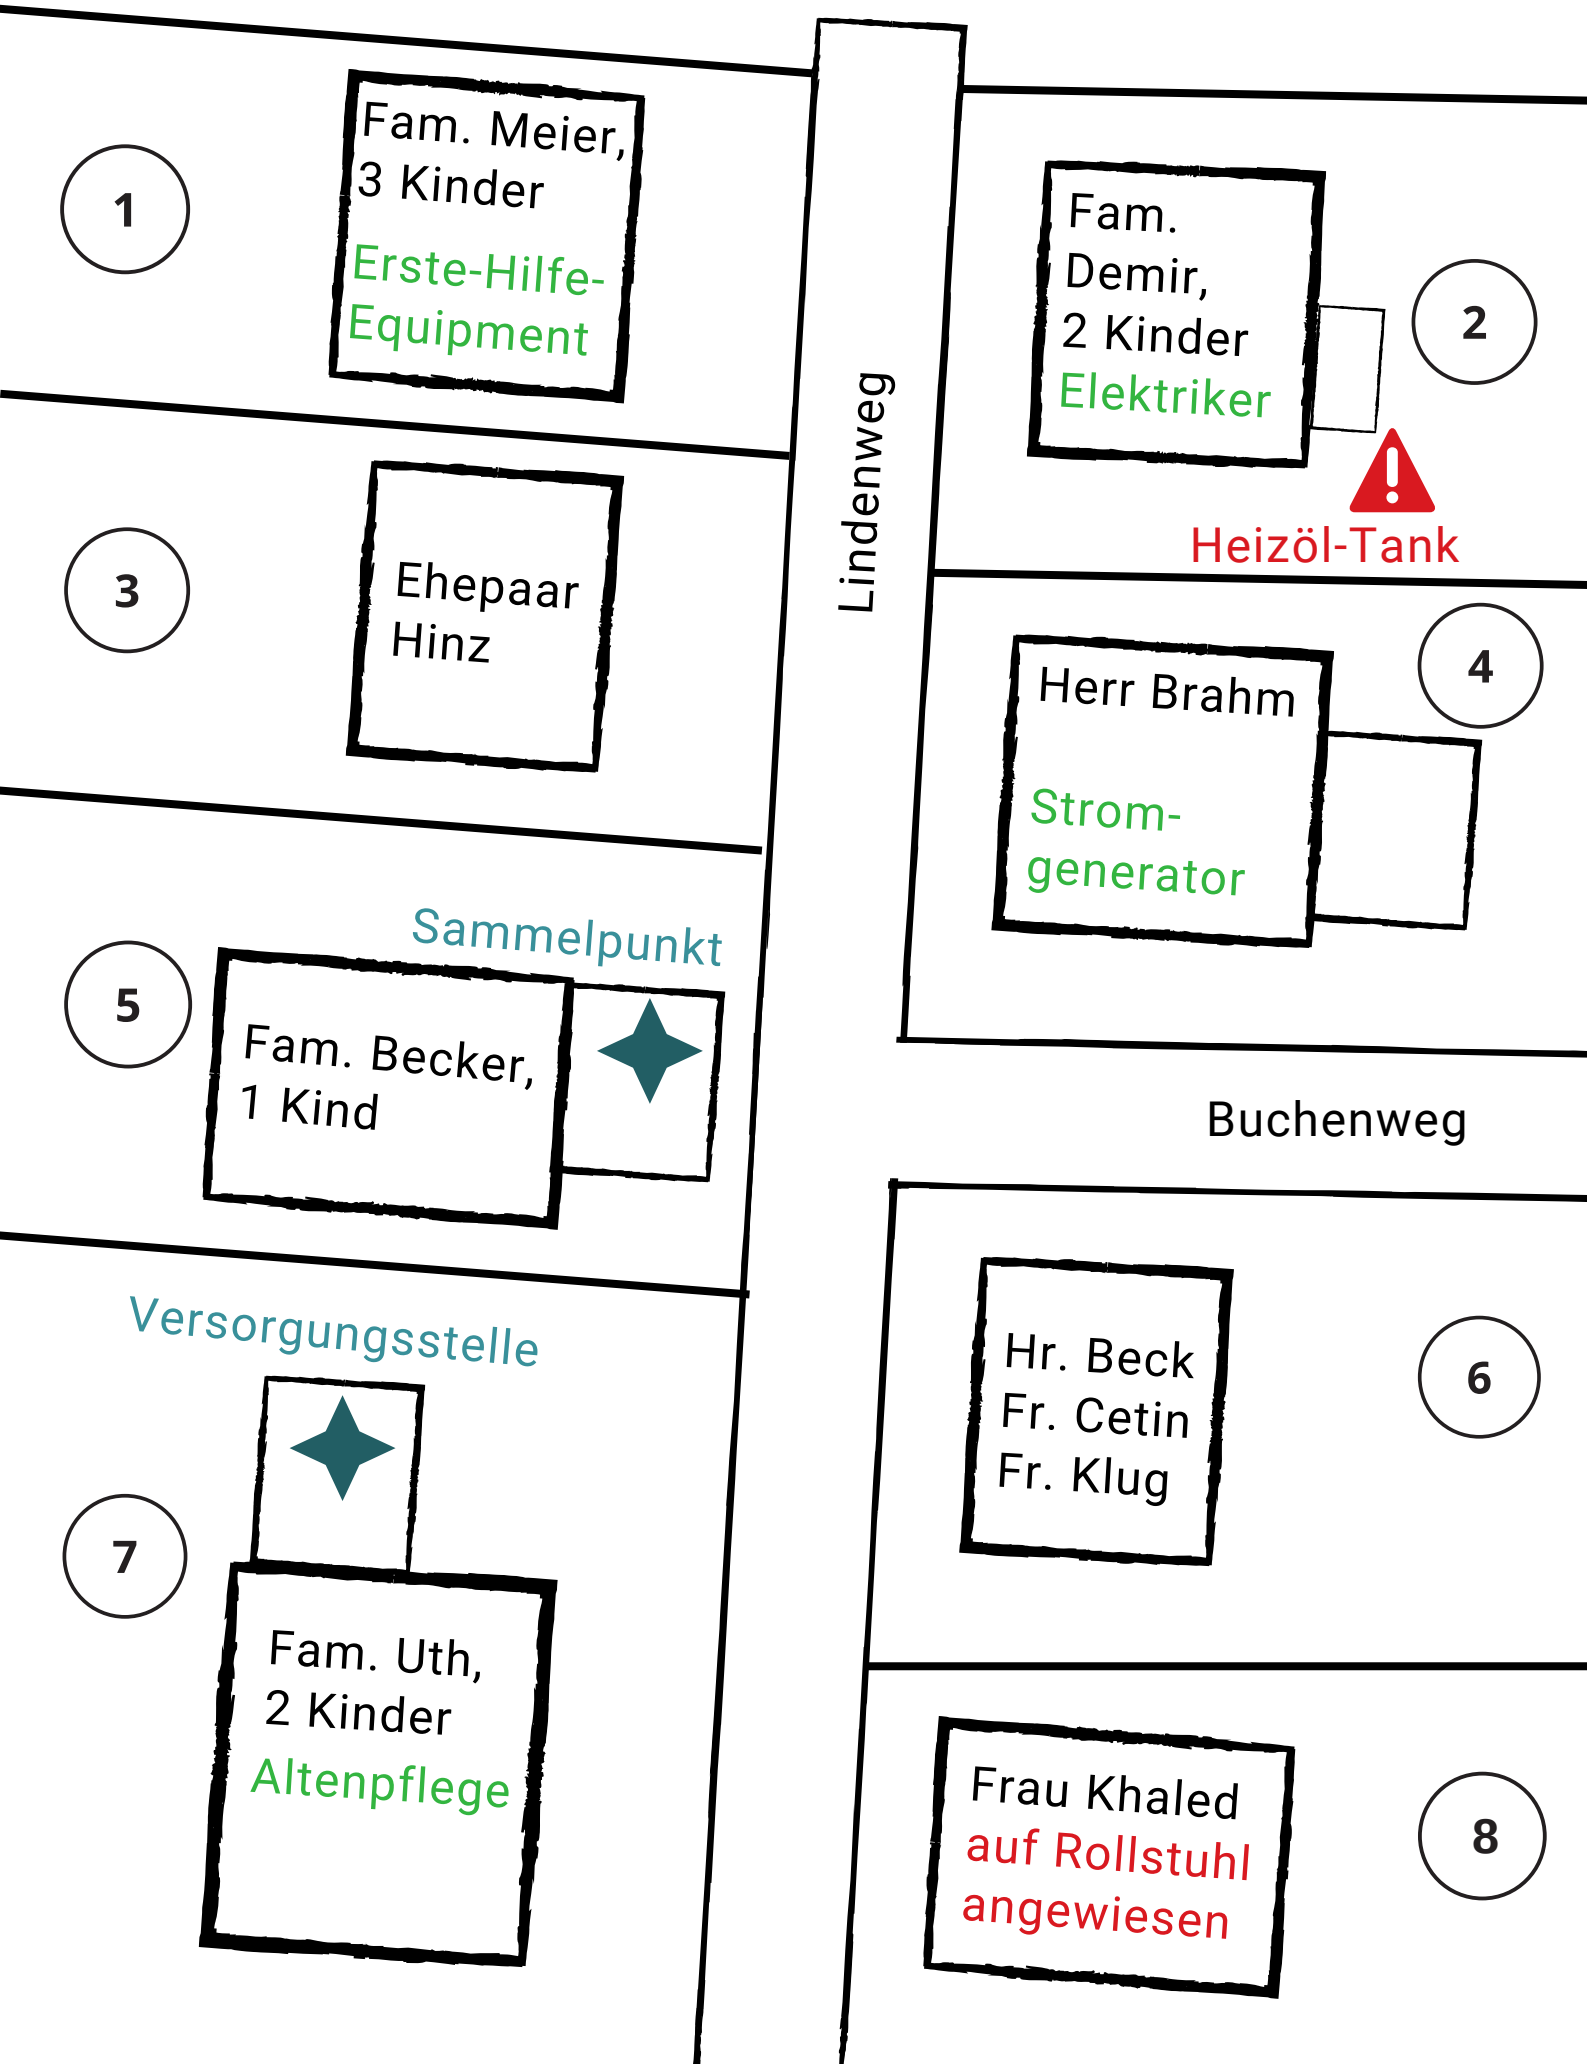 1
Fam. Meier,
3 Kinder
Erste-Hilfe-
Equipment
2
Fam.
Demir,
2 Kinder
Elektriker
Heizöl-Tank
Lindenweg
3
Ehepaar
Hinz
4
Herr Brahm
Strom-
generator
5
Sammelpunkt
Fam. Becker,
1 Kind
Buchenweg
6
Hr. Beck
Fr. Cetin
Fr. Klug
7
Versorgungsstelle
Fam. Uth,
2 Kinder
Altenpflege
8
Frau Khaled
auf Rollstuhl
angewiesen